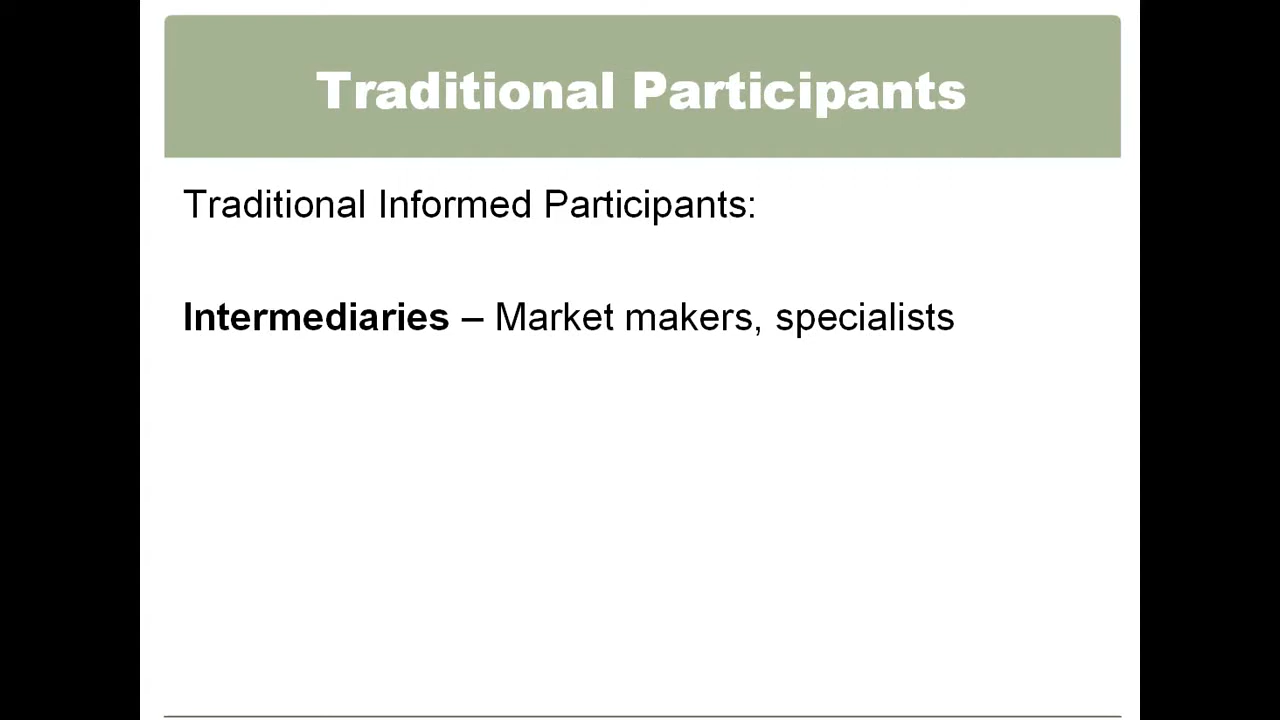 Traditional Participants
Traditional Informed Participants:
Intermediaries – Market makers, specialists